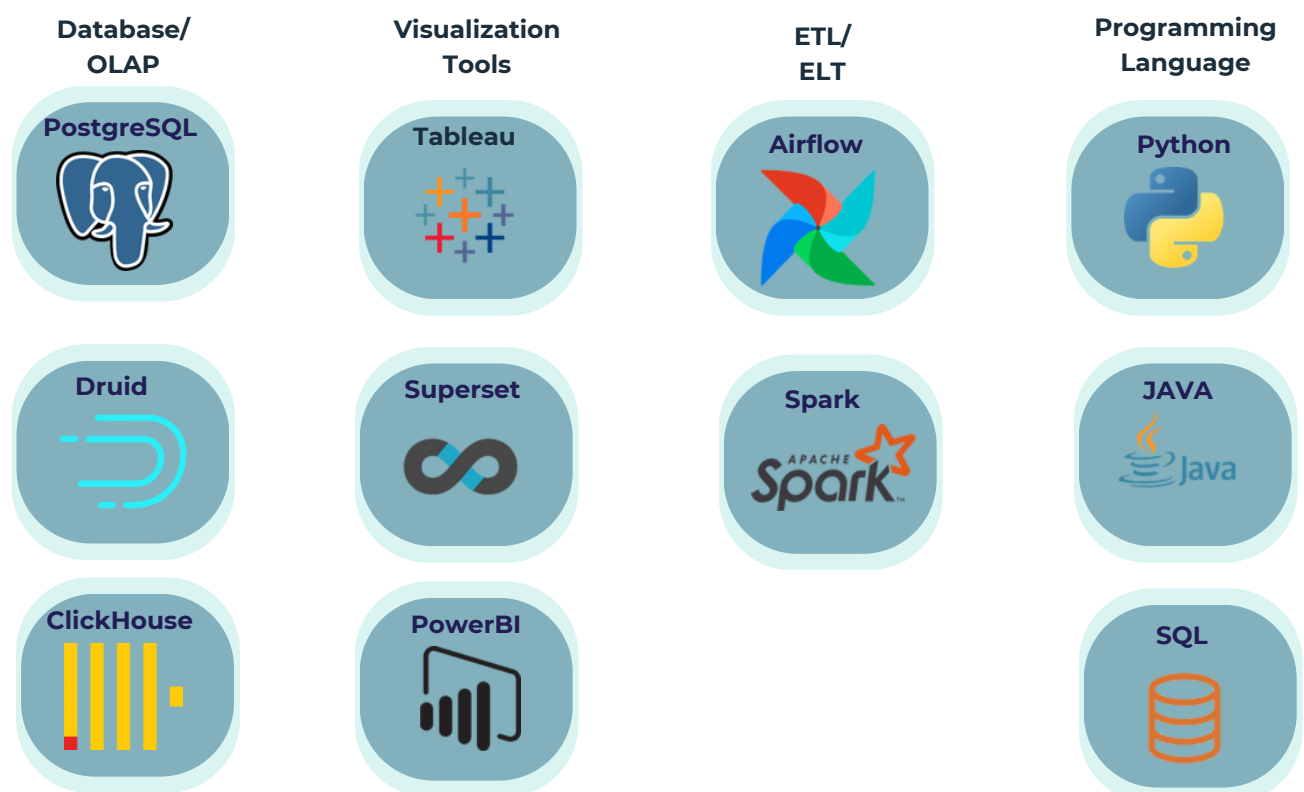 Database/
OLAP
PostgreSQL
Druid
ClickHouse
Visualization
Tools
Tableau
Superset
PowerBI
ETL/
ELT
Airflow
Spark
APACHE
Spark
TM
Programming
Language
Python
JAVA
Java
SQL